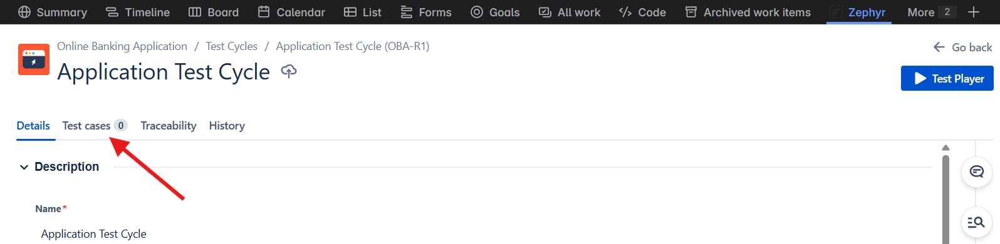 Summary Timeline Board Calendar List Forms Goals All work Code Archived work items Zephyr More 2
Online Banking Application / Test Cycles / Application Test Cycle (OBA-R1)
Go back
Application Test Cycle
Test Player
Details Test cases 0 Traceability History
Description
Name*
Application Test Cycle